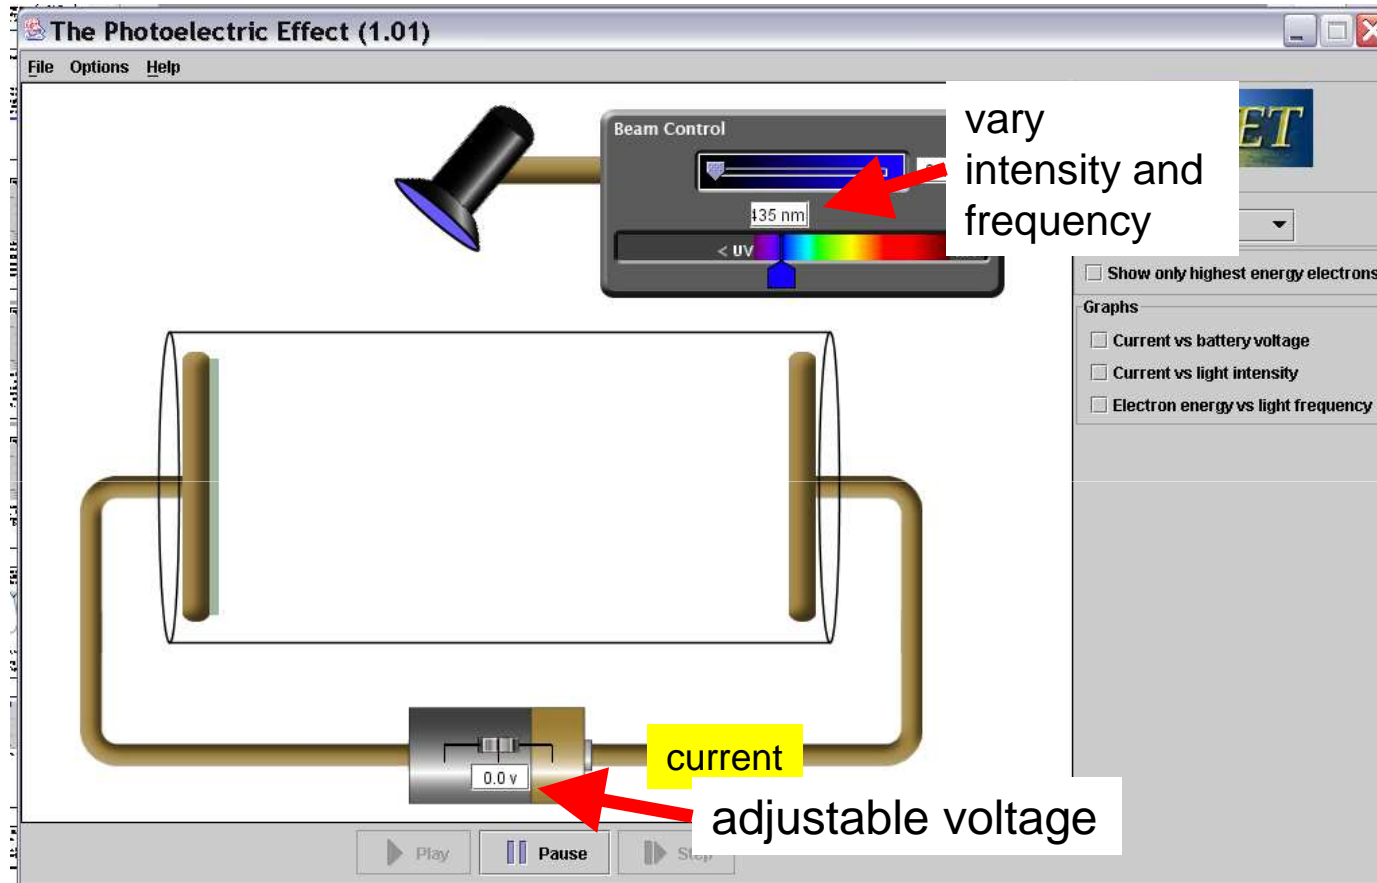 The Photoelectric Effect (1.01)
File Options Help
Beam Control
vary
intensity and
frequency
435 nm
< UV
ET
Show only highest energy electrons
Graphs
Current vs battery voltage
Current vs light intensity
Electron energy vs light frequency
current
0.0 v
adjustable voltage
Play Pause Step